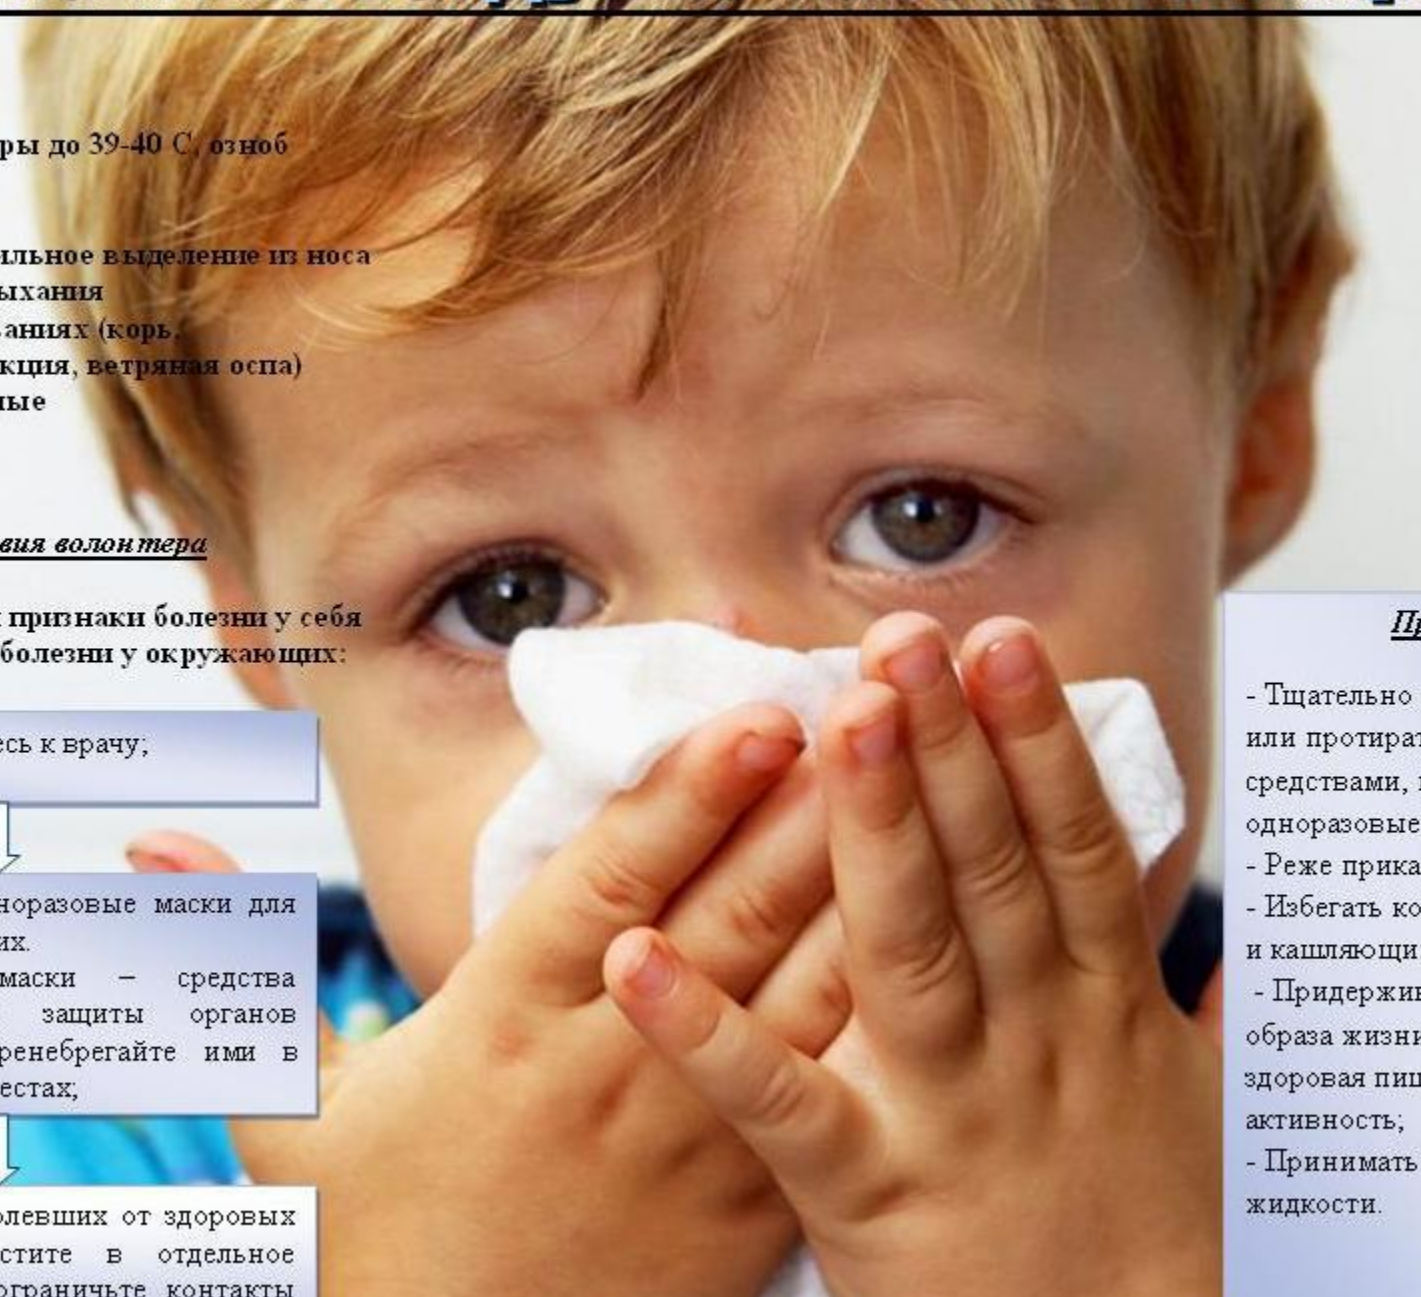 ры до 39-40 С, озноб
ильное выделение из носа
ыхания
аниях (корь,
кция, ветряная оспа)
ные
вия волонтера
признаки болезни у себя
болезни у окружающих:
есь к врачу;
норазовые маски для
их.
маски – средства
защиты органов
ренебрегайте ими в
естах;
олевших от здоровых
стите в отдельное
ограничьте контакты
Пр
- Тщательно
или протират
средствами,
одноразовые
- Реже прика
- Избегать ко
и кашляющи
- Придержив
образа жизни
здоровая пищ
активность;
- Принимать
жидкости.